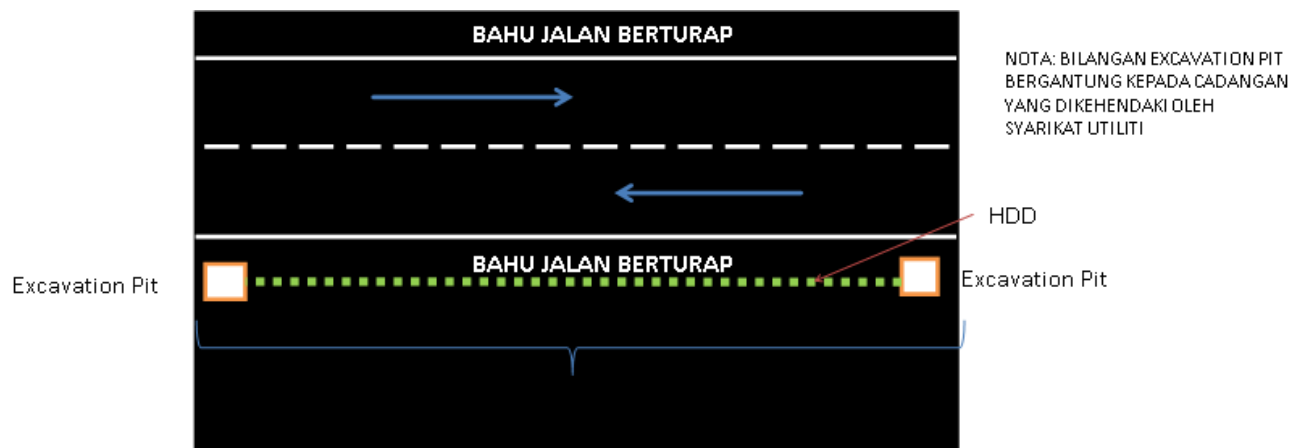 BAHU JALAN BERTURAP
NOTA: BILANGAN EXCAVATION PIT
BERGANTUNG KEPADA CADANGAN
YANG DIKEHENDAKI OLEH
SYARIKAT UTILITI
HDD
BAHU JALAN BERTURAP
Excavation Pit
Excavation Pit